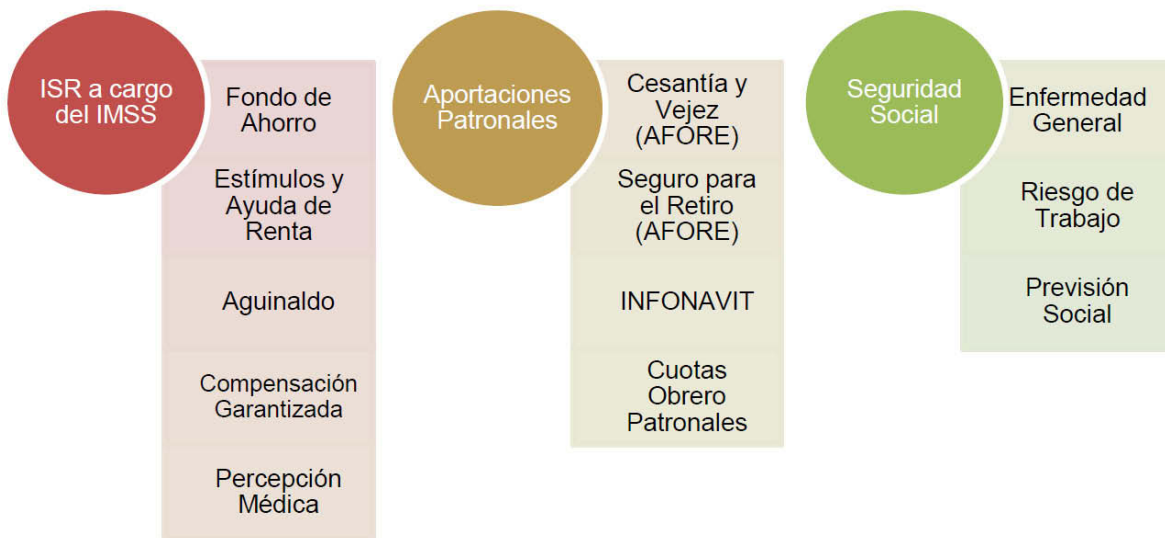 ISR a cargo
del IMSS
Fondo de
Ahorro
Estímulos y
Ayuda de
Renta
Aguinaldo
Compensación
Garantizada
Percepción
Médica
Aportaciones
Patronales
Cesantía y
Vejez
(AFORE)
Seguro para
el Retiro
(AFORE)
INFONAVIT
Cuotas
Obrero
Patronales
Seguridad
Social
Enfermedad
General
Riesgo de
Trabajo
Previsión
Social